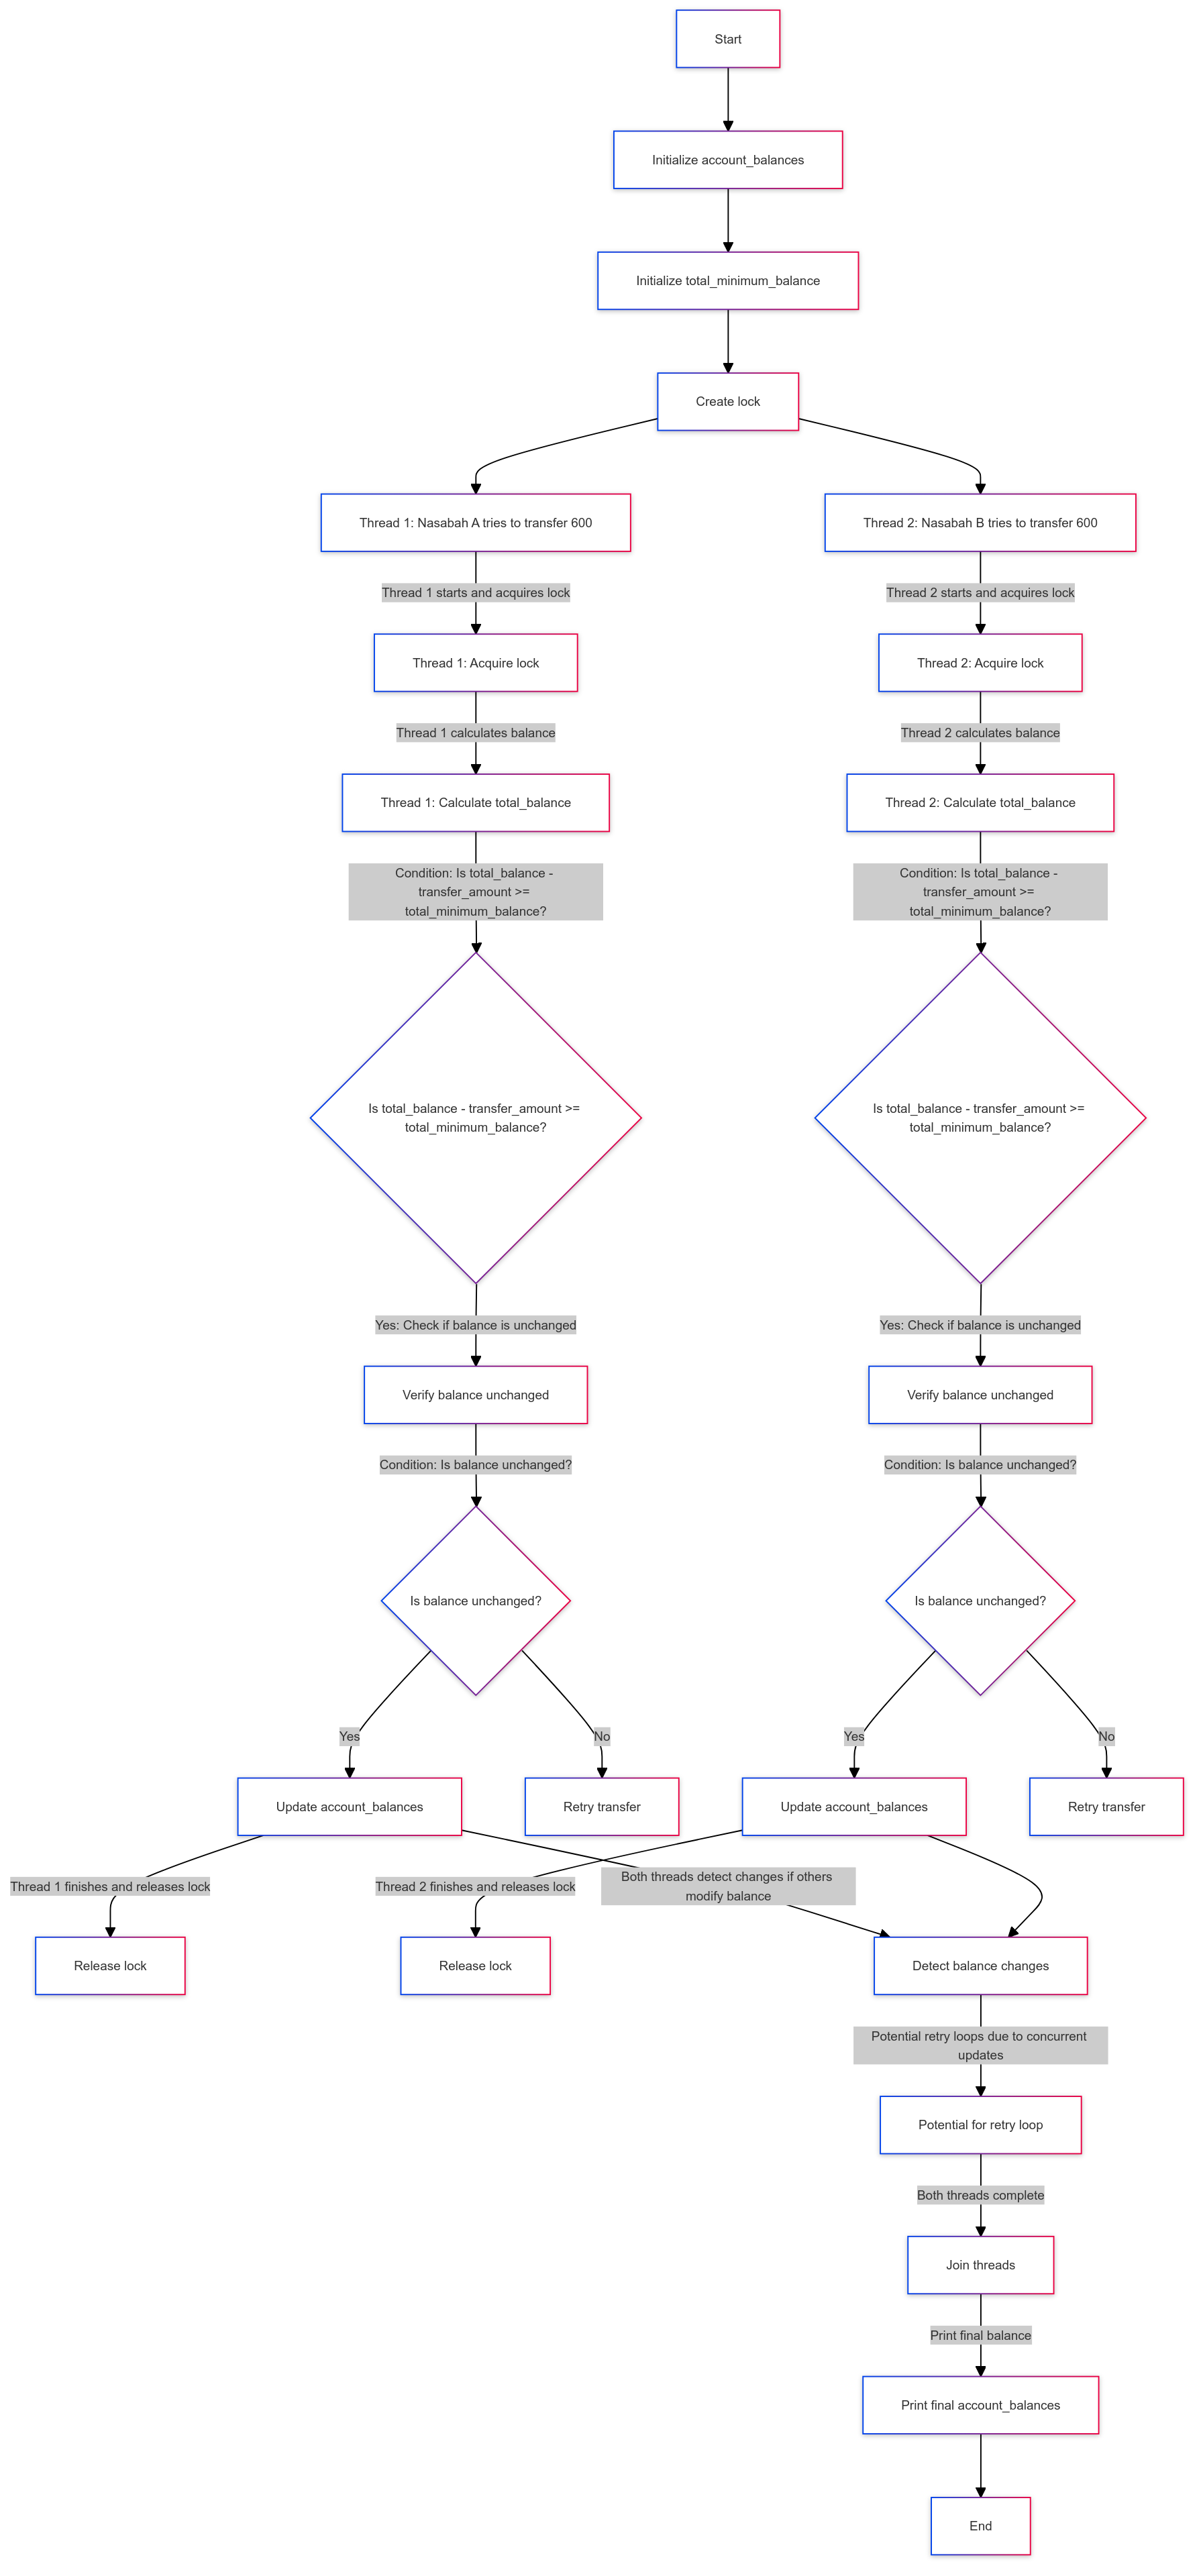 Start
Initialize account_balances
Initialize total_minimum_balance
Create lock
Thread 1: Nasabah A tries to transfer 600
Thread 2: Nasabah B tries to transfer 600
Thread 1 starts and acquires lock
Thread 2 starts and acquires lock
Thread 1: Acquire lock
Thread 2: Acquire lock
Thread 1 calculates balance
Thread 2 calculates balance
Thread 1: Calculate total_balance
Thread 2: Calculate total_balance
Condition: Is total_balance -
transfer_amount >=
total_minimum_balance?
Condition: Is total_balance -
transfer_amount >=
total_minimum_balance?
Is total_balance - transfer_amount >=
total_minimum_balance?
Is total_balance - transfer_amount >=
total_minimum_balance?
Yes: Check if balance is unchanged
Yes: Check if balance is unchanged
Verify balance unchanged
Verify balance unchanged
Condition: Is balance unchanged?
Condition: Is balance unchanged?
Is balance unchanged?
Is balance unchanged?
Yes
No
Yes
No
Update account_balances
Retry transfer
Update account_balances
Retry transfer
Thread 1 finishes and releases lock
Thread 2 finishes and releases lock
Both threads detect changes if others
modify balance
Release lock
Release lock
Detect balance changes
Potential retry loops due to concurrent
updates
Potential for retry loop
Both threads complete
Join threads
Print final balance
Print final account_balances
End